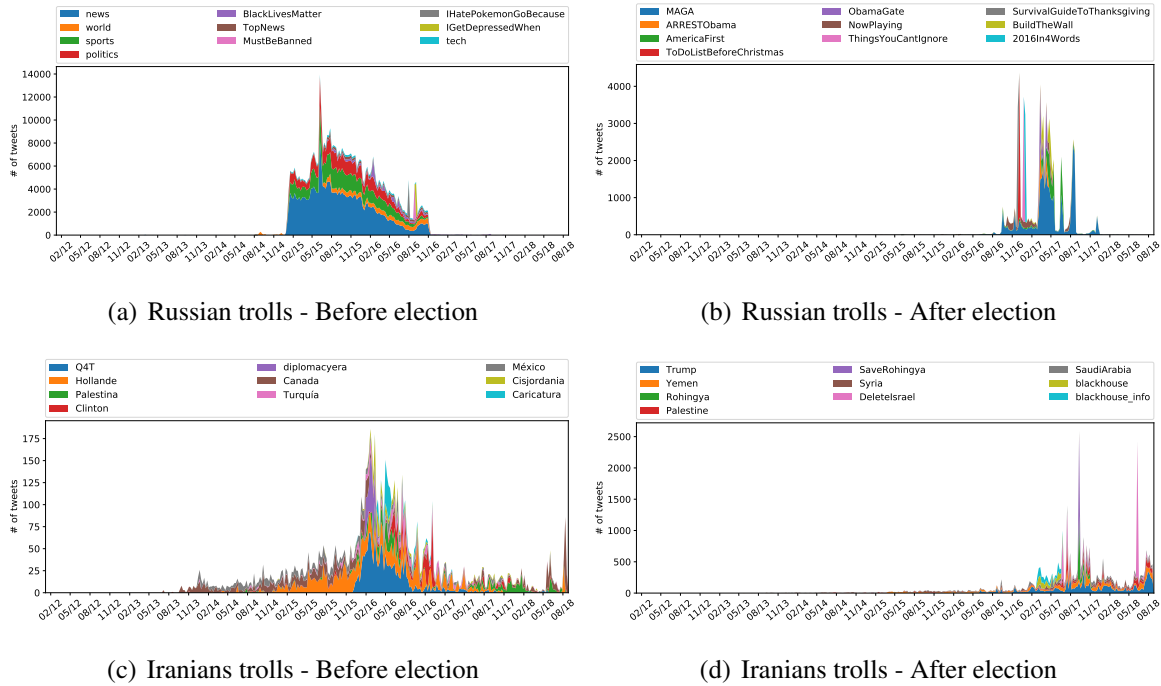 news BlackLivesMatter IHatePokemonGoBecause
world TopNews IGetDepressedWhen
sports MustBeBanned tech
politics
14000
12000
10000
8000
6000
4000
2000
0
# of tweets
02/12 05/12 08/12 11/12 02/13 05/13 08/13 11/13 02/14 05/14 08/14 11/14 02/15 05/15 08/15 11/15 02/16 05/16 08/16 11/16 02/17 05/17 08/17 11/17 02/18 05/18 08/18
(a) Russian trolls - Before election
MAGA ObamaGate SurvivalGuideToThanksgiving
ARRESTObama NowPlaying BuildTheWall
AmericaFirst ThingsYouCantIgnore 2016In4Words
ToDoListBeforeChristmas
4000
3000
2000
1000
0
# of tweets
02/12 05/12 08/12 11/12 02/13 05/13 08/13 11/13 02/14 05/14 08/14 11/14 02/15 05/15 08/15 11/15 02/16 05/16 08/16 11/16 02/17 05/17 08/17 11/17 02/18 05/18 08/18
(b) Russian trolls - After election
Q4T diplomacyera México
Hollande Canada Cisjordania
Palestina Turquía Caricatura
Clinton
175
150
125
100
75
50
25
0
# of tweets
02/12 05/12 08/12 11/12 02/13 05/13 08/13 11/13 02/14 05/14 08/14 11/14 02/15 05/15 08/15 11/15 02/16 05/16 08/16 11/16 02/17 05/17 08/17 11/17 02/18 05/18 08/18
(c) Iranians trolls - Before election
Trump SaveRohingya SaudiArabia
Yemen Syria blackhouse
Rohingya DeleteIsrael blackhouse_info
Palestine
2500
2000
1500
1000
500
0
# of tweets
02/12 05/12 08/12 11/12 02/13 05/13 08/13 11/13 02/14 05/14 08/14 11/14 02/15 05/15 08/15 11/15 02/16 05/16 08/16 11/16 02/17 05/17 08/17 11/17 02/18 05/18 08/18
(d) Iranians trolls - After election